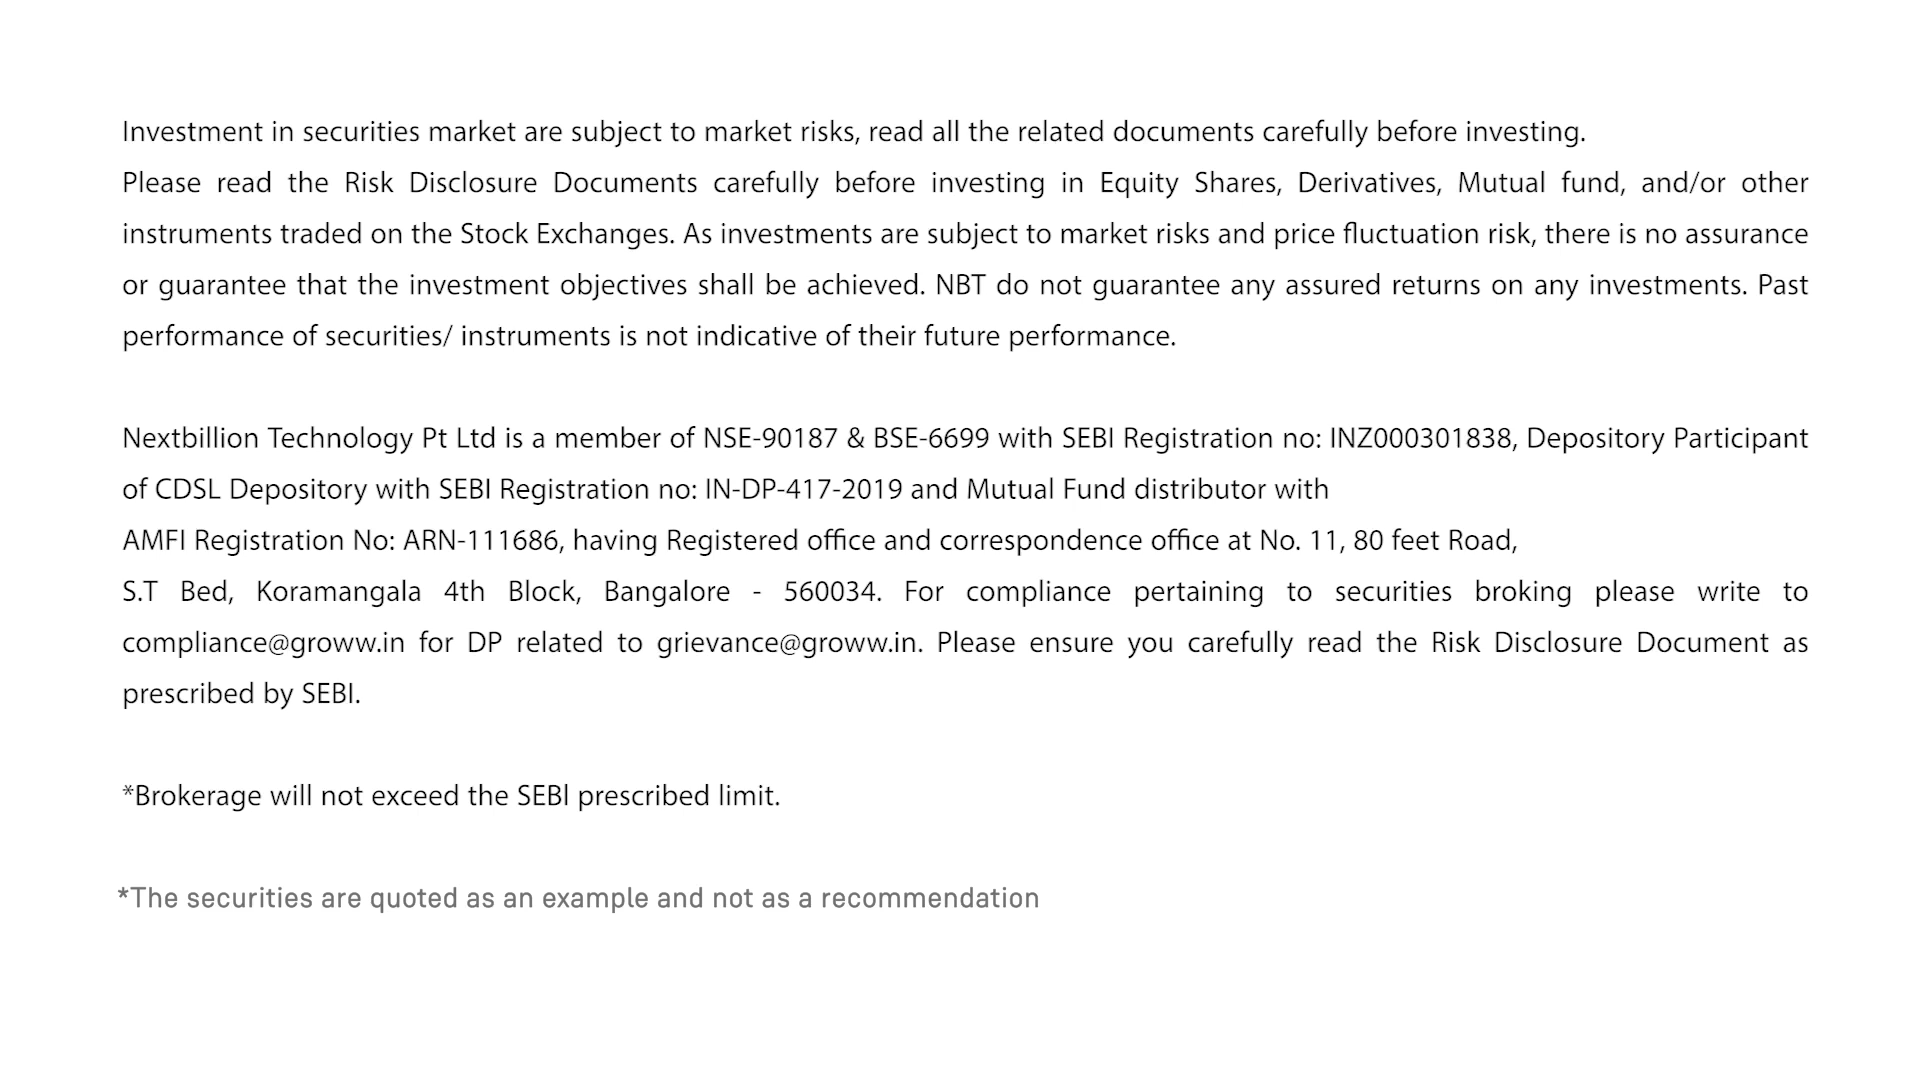 Investment in securities market are subject to market risks, read all the related documents carefully before investing.
Please read the Risk Disclosure Documents carefully before investing in Equity Shares, Derivatives, Mutual fund, and/or other
instruments traded on the Stock Exchanges. As investments are subject to market risks and price fluctuation risk, there is no assurance
or guarantee that the investment objectives shall be achieved. NBT do not guarantee any assured returns on any investments. Past
performance of securities/ instruments is not indicative of their future performance.
Nextbillion Technology Pt Ltd is a member of NSE-90187 & BSE-6699 with SEBI Registration no: INZ000301838, Depository Participant
of CDSL Depository with SEBI Registration no: IN-DP-417-2019 and Mutual Fund distributor with
AMFI Registration No: ARN-111686, having Registered office and correspondence office at No. 11, 80 feet Road,
S.T Bed, Koramangala 4th Block, Bangalore - 560034. For compliance pertaining to securities broking please write to
compliance@groww.in for DP related to grievance@groww.in. Please ensure you carefully read the Risk Disclosure Document as
prescribed by SEBI.
*Brokerage will not exceed the SEBl prescribed limit.
*The securities are quoted as an example and not as a recommendation